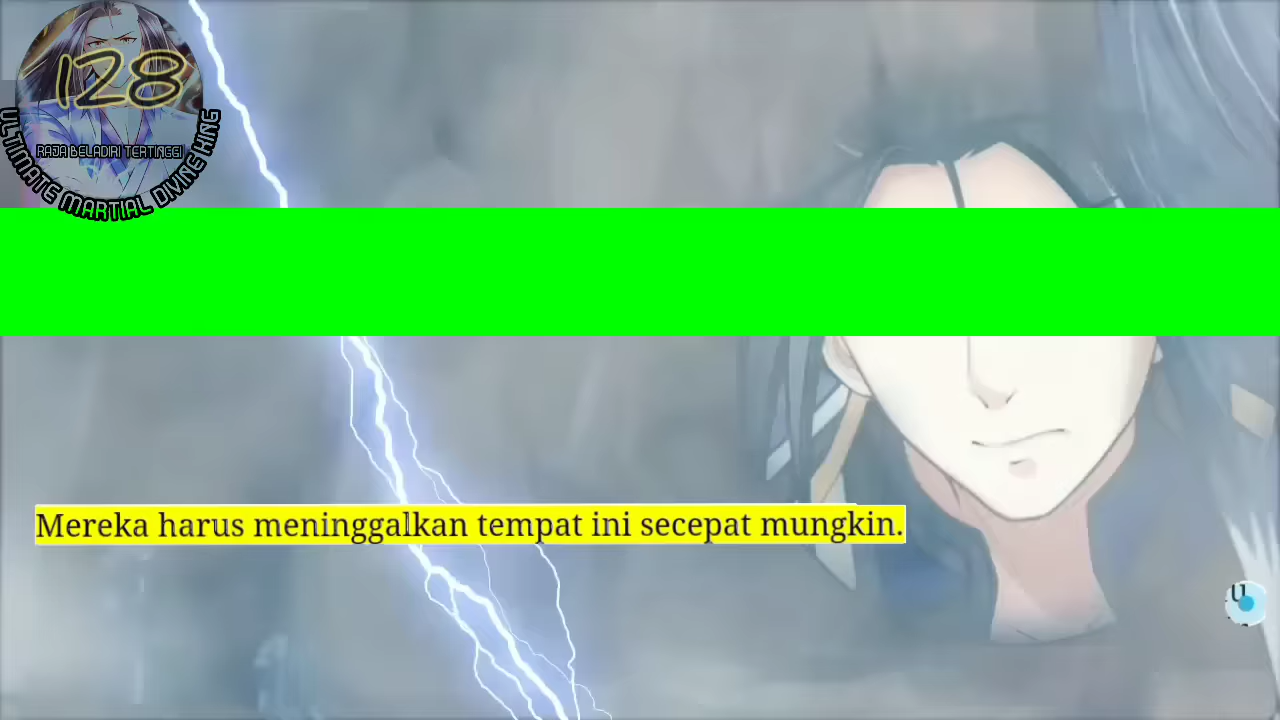 128
RAJA BELADIRI TERTINGGI
ULTIMATE MARTIAL DIVINE KING
Mereka harus meninggalkan tempat ini secepat mungkin.